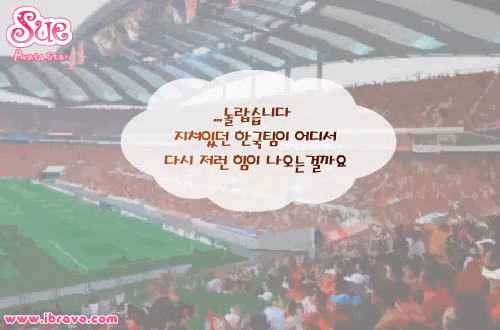 Sue
Avata Star
...놀랍습니다
지쳐있던 한국팀이 어디서
다시 저런 힘이 나오는걸까요
www.ibravo.com